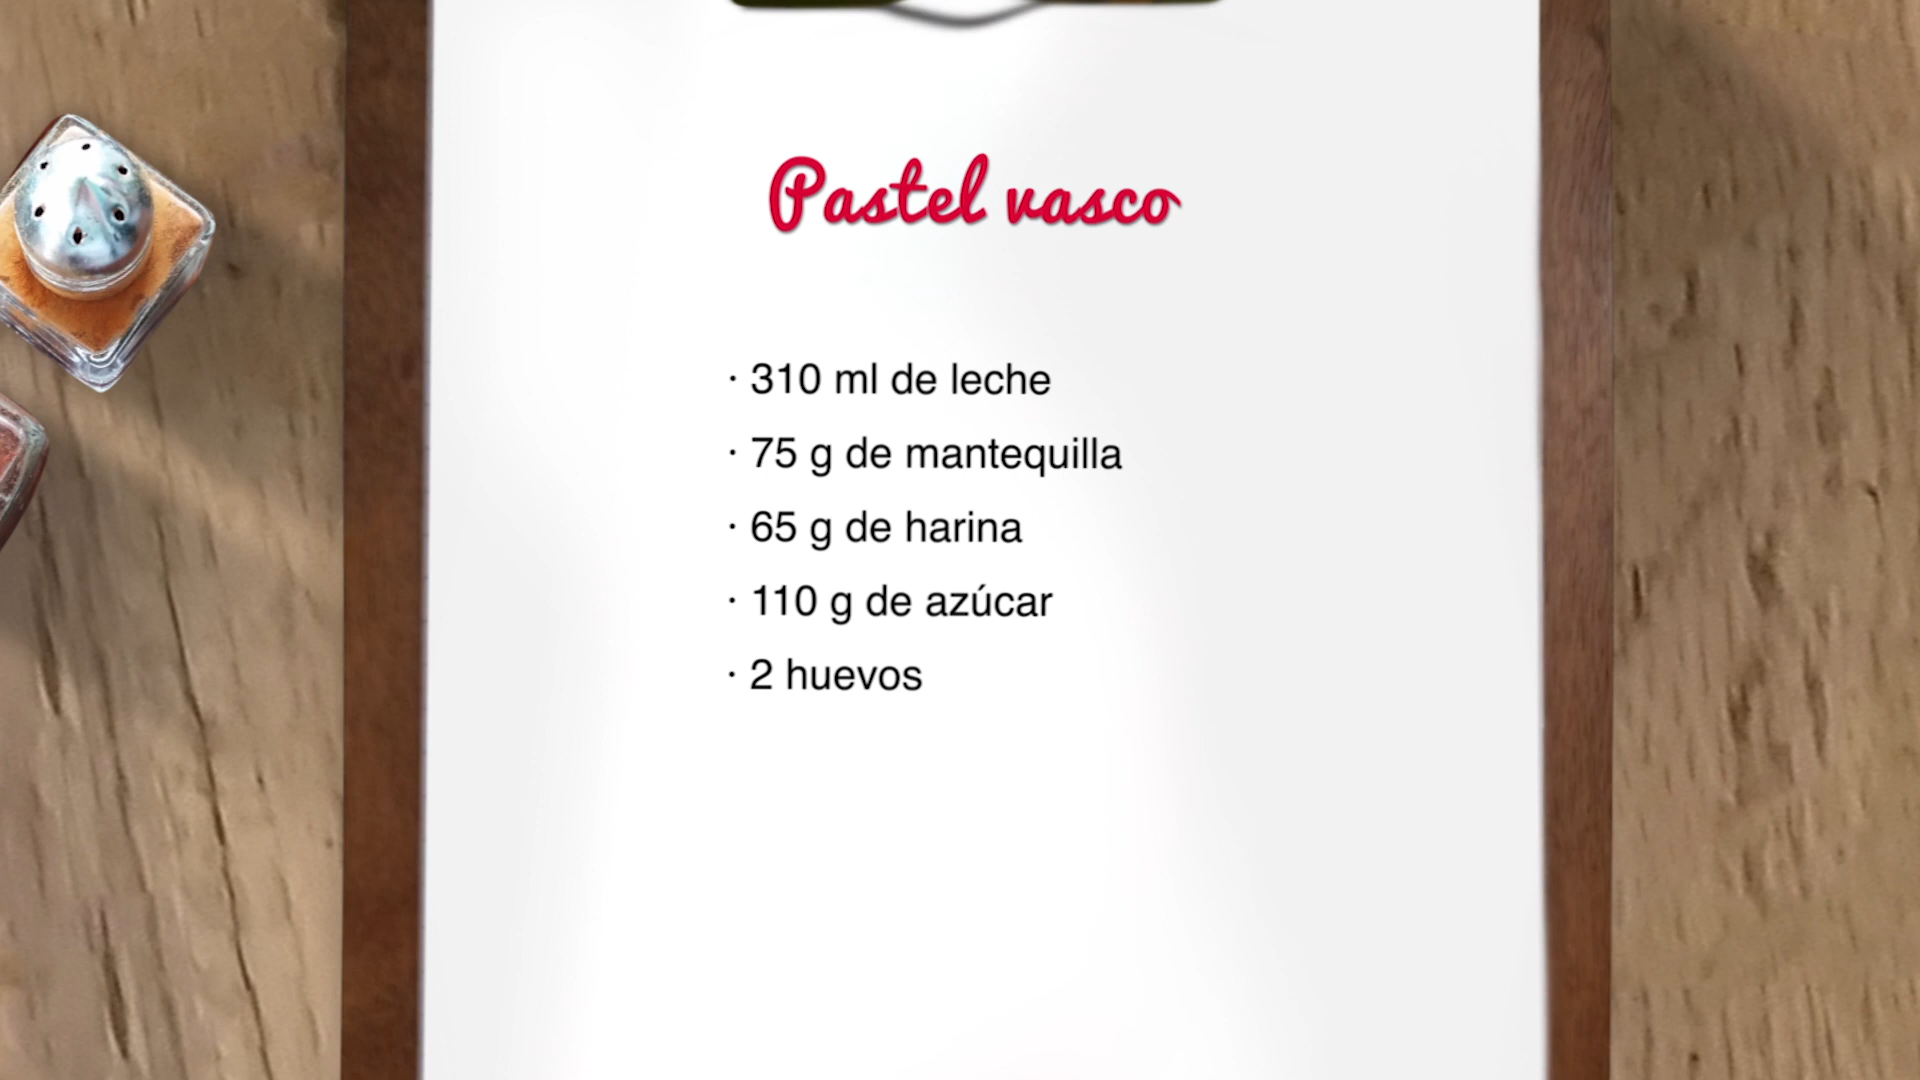 Pastel vasco
· 310 ml de leche
· 75 g de mantequilla
· 65 g de harina
· 110 g de azúcar
· 2 huevos